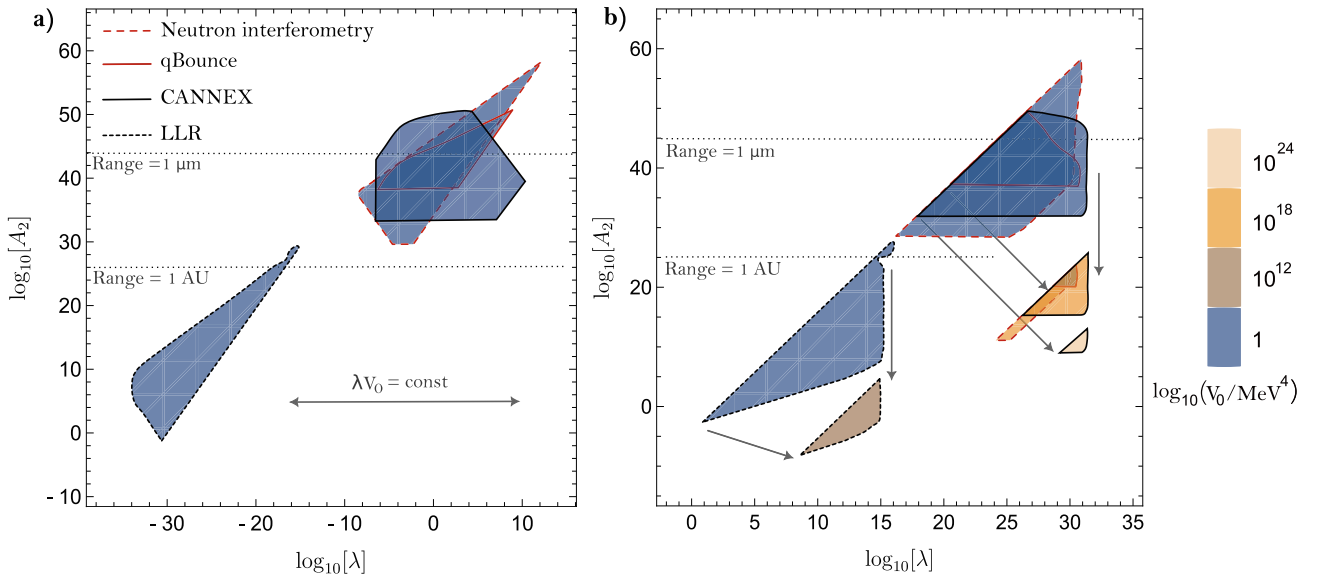 a)
Neutron interferometry
qBounce
CANNEX
LLR
Range = 1 μm
Range = 1 AU
λV₀ = const
60
50
40
30
20
10
0
-10
log₁₀[A₂]
-30
-20
-10
0
10
log₁₀[λ]
b)
Range = 1 μm
Range = 1 AU
60
40
20
0
log₁₀[A₂]
0
5
10
15
20
25
30
35
log₁₀[λ]
10²⁴
10¹⁸
10¹²
1
log₁₀(V₀/MeV⁴)